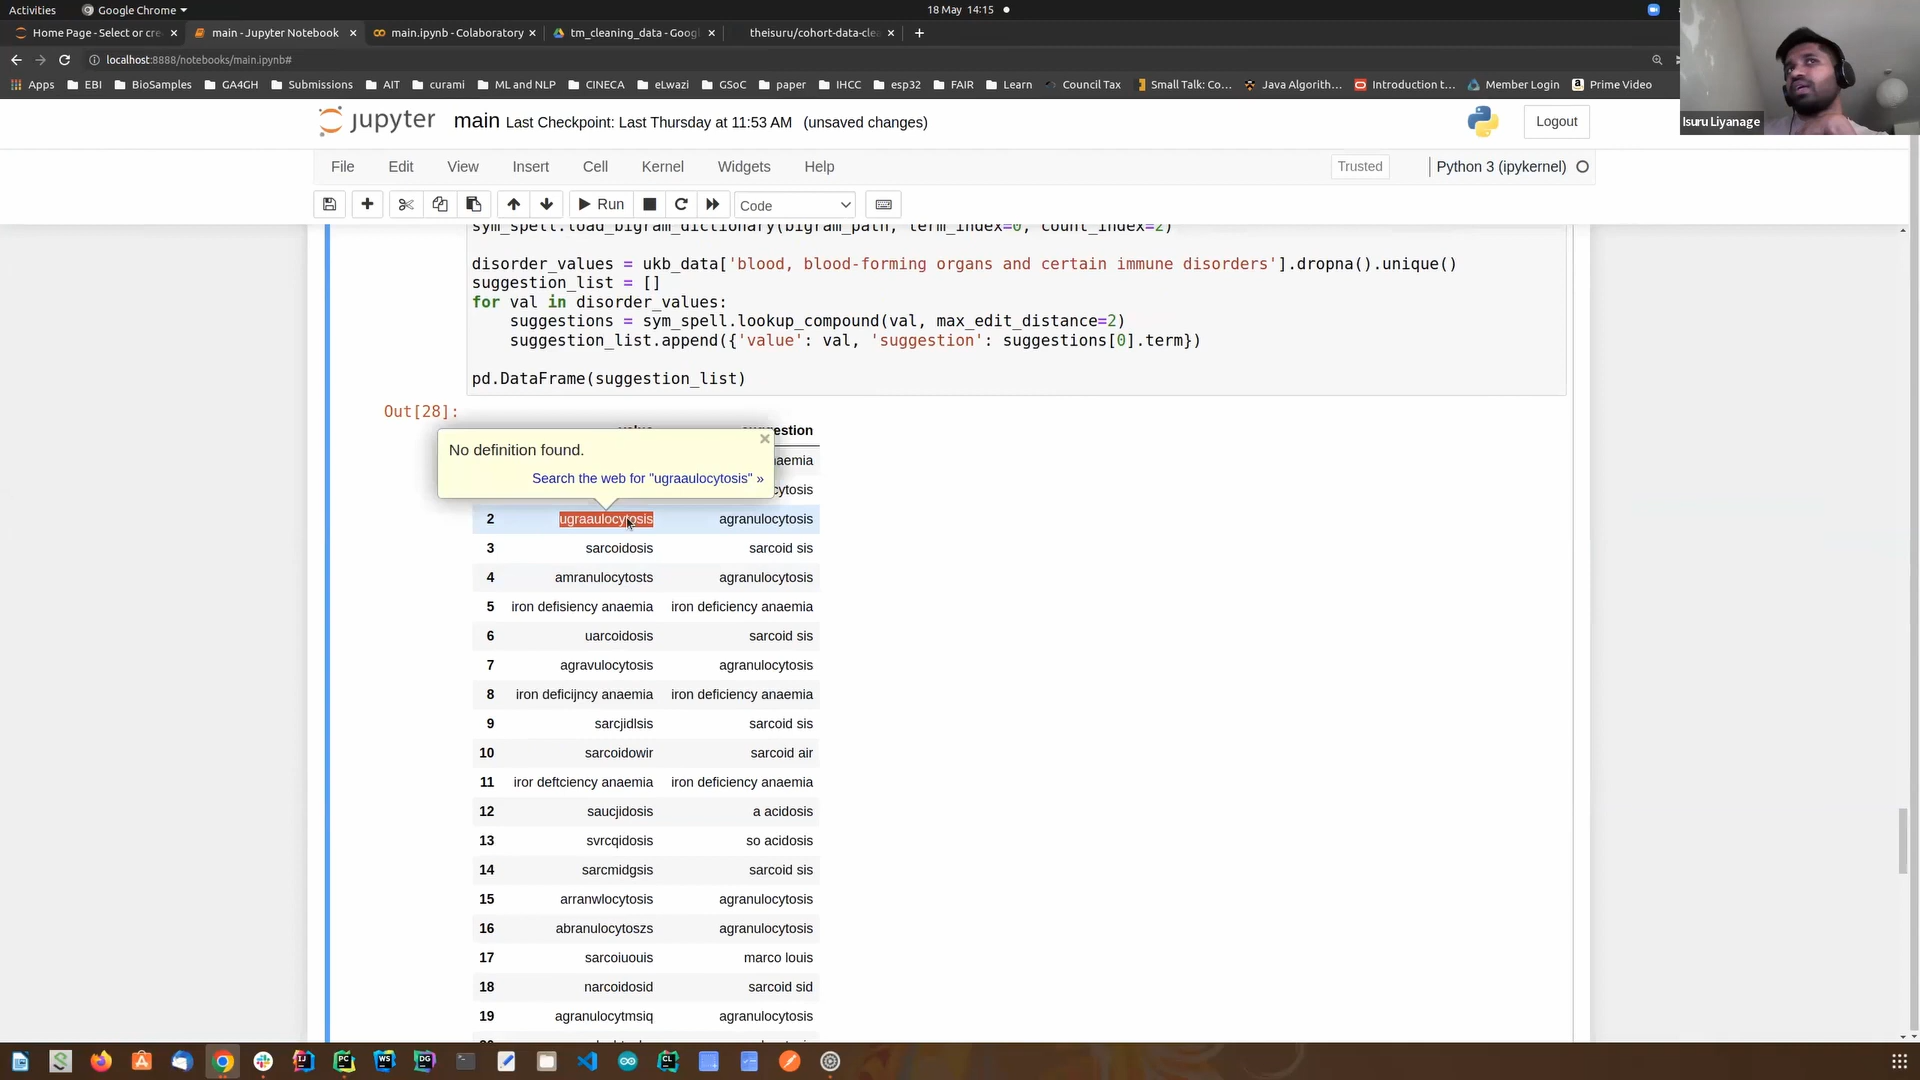 Activities
Google Chrome
18 May 14:15
Home Page - Select or cre
main - Jupyter Notebook
main.ipynb - Colaboratory
tm_cleaning_data - Goog
theisuru/cohort-data-clea
localhost:8888/notebooks/main.ipynb#
Apps
EBI
BioSamples
GA4GH
Submissions
AIT
curami
ML and NLP
CINECA
eLwazi
GSoC
paper
IHCC
esp32
FAIR
Learn
Council Tax
Small Talk: Co...
Java Algorith...
Introduction t...
Member Login
Prime Video
Isuru Liyanage
jupyter
main Last Checkpoint: Last Thursday at 11:53 AM (unsaved changes)
Logout
File
Edit
View
Insert
Cell
Kernel
Widgets
Help
Trusted
Python 3 (ipykernel)
Run
Code
sym_spell.load_bigram_dictionary(bigram_path, term_index=0, count_index=2)
disorder_values = ukb_data['blood, blood-forming organs and certain immune disorders'].dropna().unique()
suggestion_list = []
for val in disorder_values:
    suggestions = sym_spell.lookup_compound(val, max_edit_distance=2)
    suggestion_list.append({'value': val, 'suggestion': suggestions[0].term})
pd.DataFrame(suggestion_list)
Out[28]:
No definition found.
Search the web for "ugraaulocytosis" »
2 ugraaulocytosis agranulocytosis
3 sarcoidosis sarcoid sis
4 amranulocytosts agranulocytosis
5 iron defisiency anaemia iron deficiency anaemia
6 uarcoidosis sarcoid sis
7 agravulocytosis agranulocytosis
8 iron deficijncy anaemia iron deficiency anaemia
9 sarcjidlsis sarcoid sis
10 sarcoidowir sarcoid air
11 iror deftciency anaemia iron deficiency anaemia
12 saucjidosis a acidosis
13 svrcqidosis so acidosis
14 sarcmidgsis sarcoid sis
15 arranwlocytosis agranulocytosis
16 abranulocytoszs agranulocytosis
17 sarcoiuouis marco louis
18 narcoidosid sarcoid sid
19 agranulocytmsiq agranulocytosis